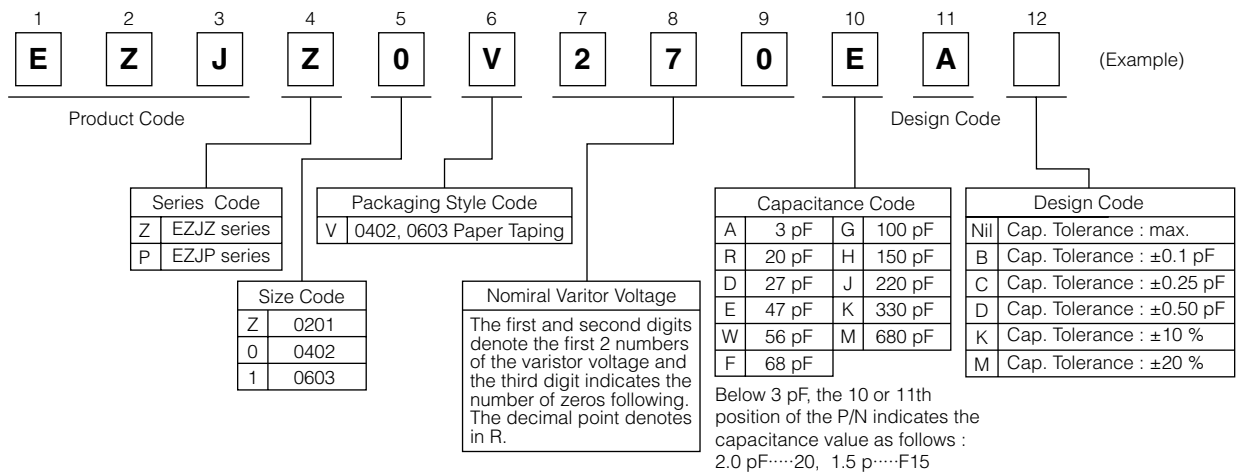 1 2 3 4 5 6 7 8 9 10 11 12
E Z J Z 0 V 2 7 0 E A (Example)
Product Code
Design Code
Series Code
Z EZJZ series
P EZJP series
Size Code
Z 0201
0 0402
1 0603
Packaging Style Code
V 0402, 0603 Paper Taping
Nomiral Varitor Voltage
The first and second digits
denote the first 2 numbers
of the varistor voltage and
the third digit indicates the
number of zeros following.
The decimal point denotes
in R.
Capacitance Code
A 3 pF G 100 pF
R 20 pF H 150 pF
D 27 pF J 220 pF
E 47 pF K 330 pF
W 56 pF M 680 pF
F 68 pF
Below 3 pF, the 10 or 11th
position of the P/N indicates the
capacitance value as follows :
2.0 pF·····20, 1.5 p·····F15
Design Code
Nil Cap. Tolerance : max.
B Cap. Tolerance : ±0.1 pF
C Cap. Tolerance : ±0.25 pF
D Cap. Tolerance : ±0.50 pF
K Cap. Tolerance : ±10 %
M Cap. Tolerance : ±20 %